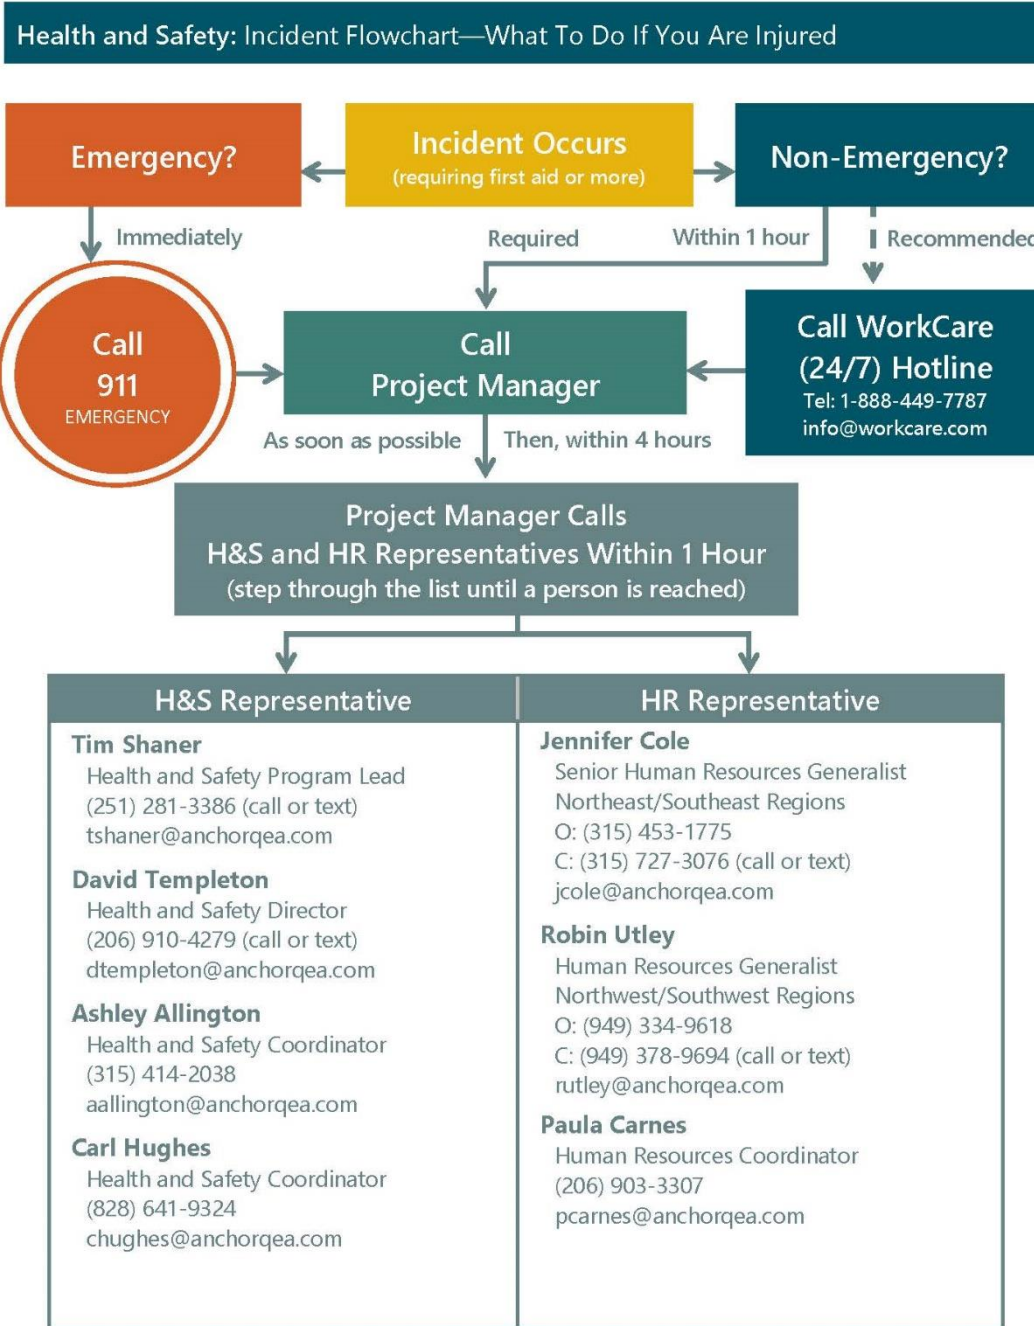 Health and Safety: Incident Flowchart—What To Do If You Are Injured
Emergency?
Incident Occurs
(requiring first aid or more)
Non-Emergency?
Immediately
Required
Within 1 hour
Recommended
Call
911
EMERGENCY
Call
Project Manager
Call WorkCare
(24/7) Hotline
Tel: 1-888-449-7787
info@workcare.com
As soon as possible
Then, within 4 hours
Project Manager Calls
H&S and HR Representatives Within 1 Hour
(step through the list until a person is reached)
H&S Representative
Tim Shaner
Health and Safety Program Lead
(251) 281-3386 (call or text)
tshaner@anchorqea.com
David Templeton
Health and Safety Director
(206) 910-4279 (call or text)
dtempleton@anchorqea.com
Ashley Allington
Health and Safety Coordinator
(315) 414-2038
aallington@anchorqea.com
Carl Hughes
Health and Safety Coordinator
(828) 641-9324
chughes@anchorqea.com
HR Representative
Jennifer Cole
Senior Human Resources Generalist
Northeast/Southeast Regions
O: (315) 453-1775
C: (315) 727-3076 (call or text)
jcole@anchorqea.com
Robin Utley
Human Resources Generalist
Northwest/Southwest Regions
O: (949) 334-9618
C: (949) 378-9694 (call or text)
rutley@anchorqea.com
Paula Carnes
Human Resources Coordinator
(206) 903-3307
pcarnes@anchorqea.com